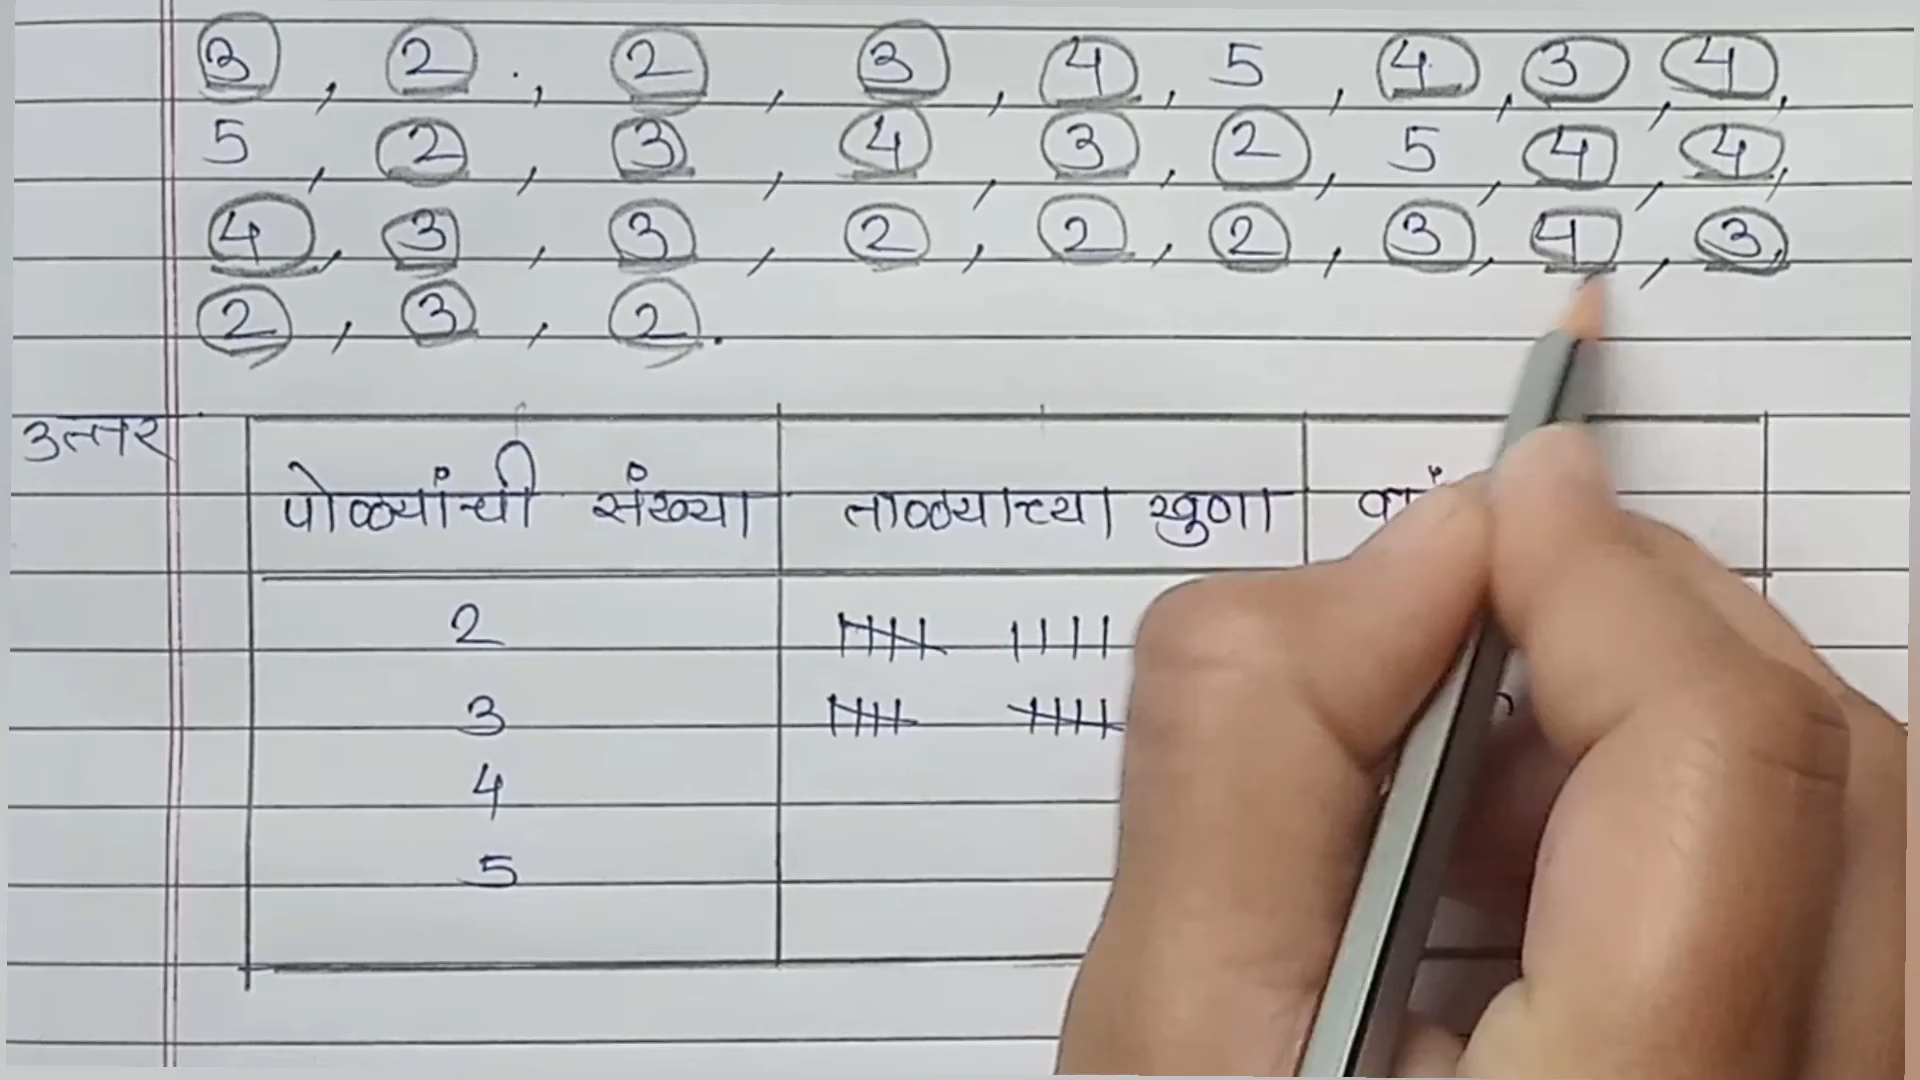 3 , 2 . , 2 , 3 , 4 , 5 , 4 , 3 , 4 ,
5 , 2 , 3 , 4 , 3 , 2 , 5 , 4 , 4 ,
4 , 3 , 3 , 2 , 2 , 2 , 3 , 4 , 3 ,
2 , 3 , 2 .
उत्तर
पोळ्यांची संख्या ताळ्याच्या खुणा
2
3
4
5